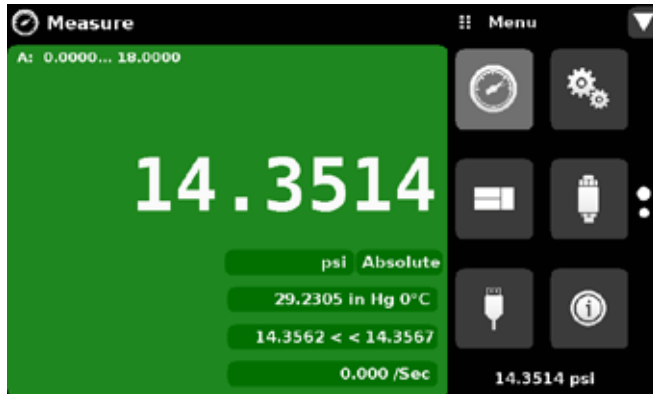 Measure
Menu
A: 0.0000... 18.0000
14.3514
psi Absolute
29.2305 in Hg 0°C
14.3562 < < 14.3567
0.000 /Sec
14.3514 psi